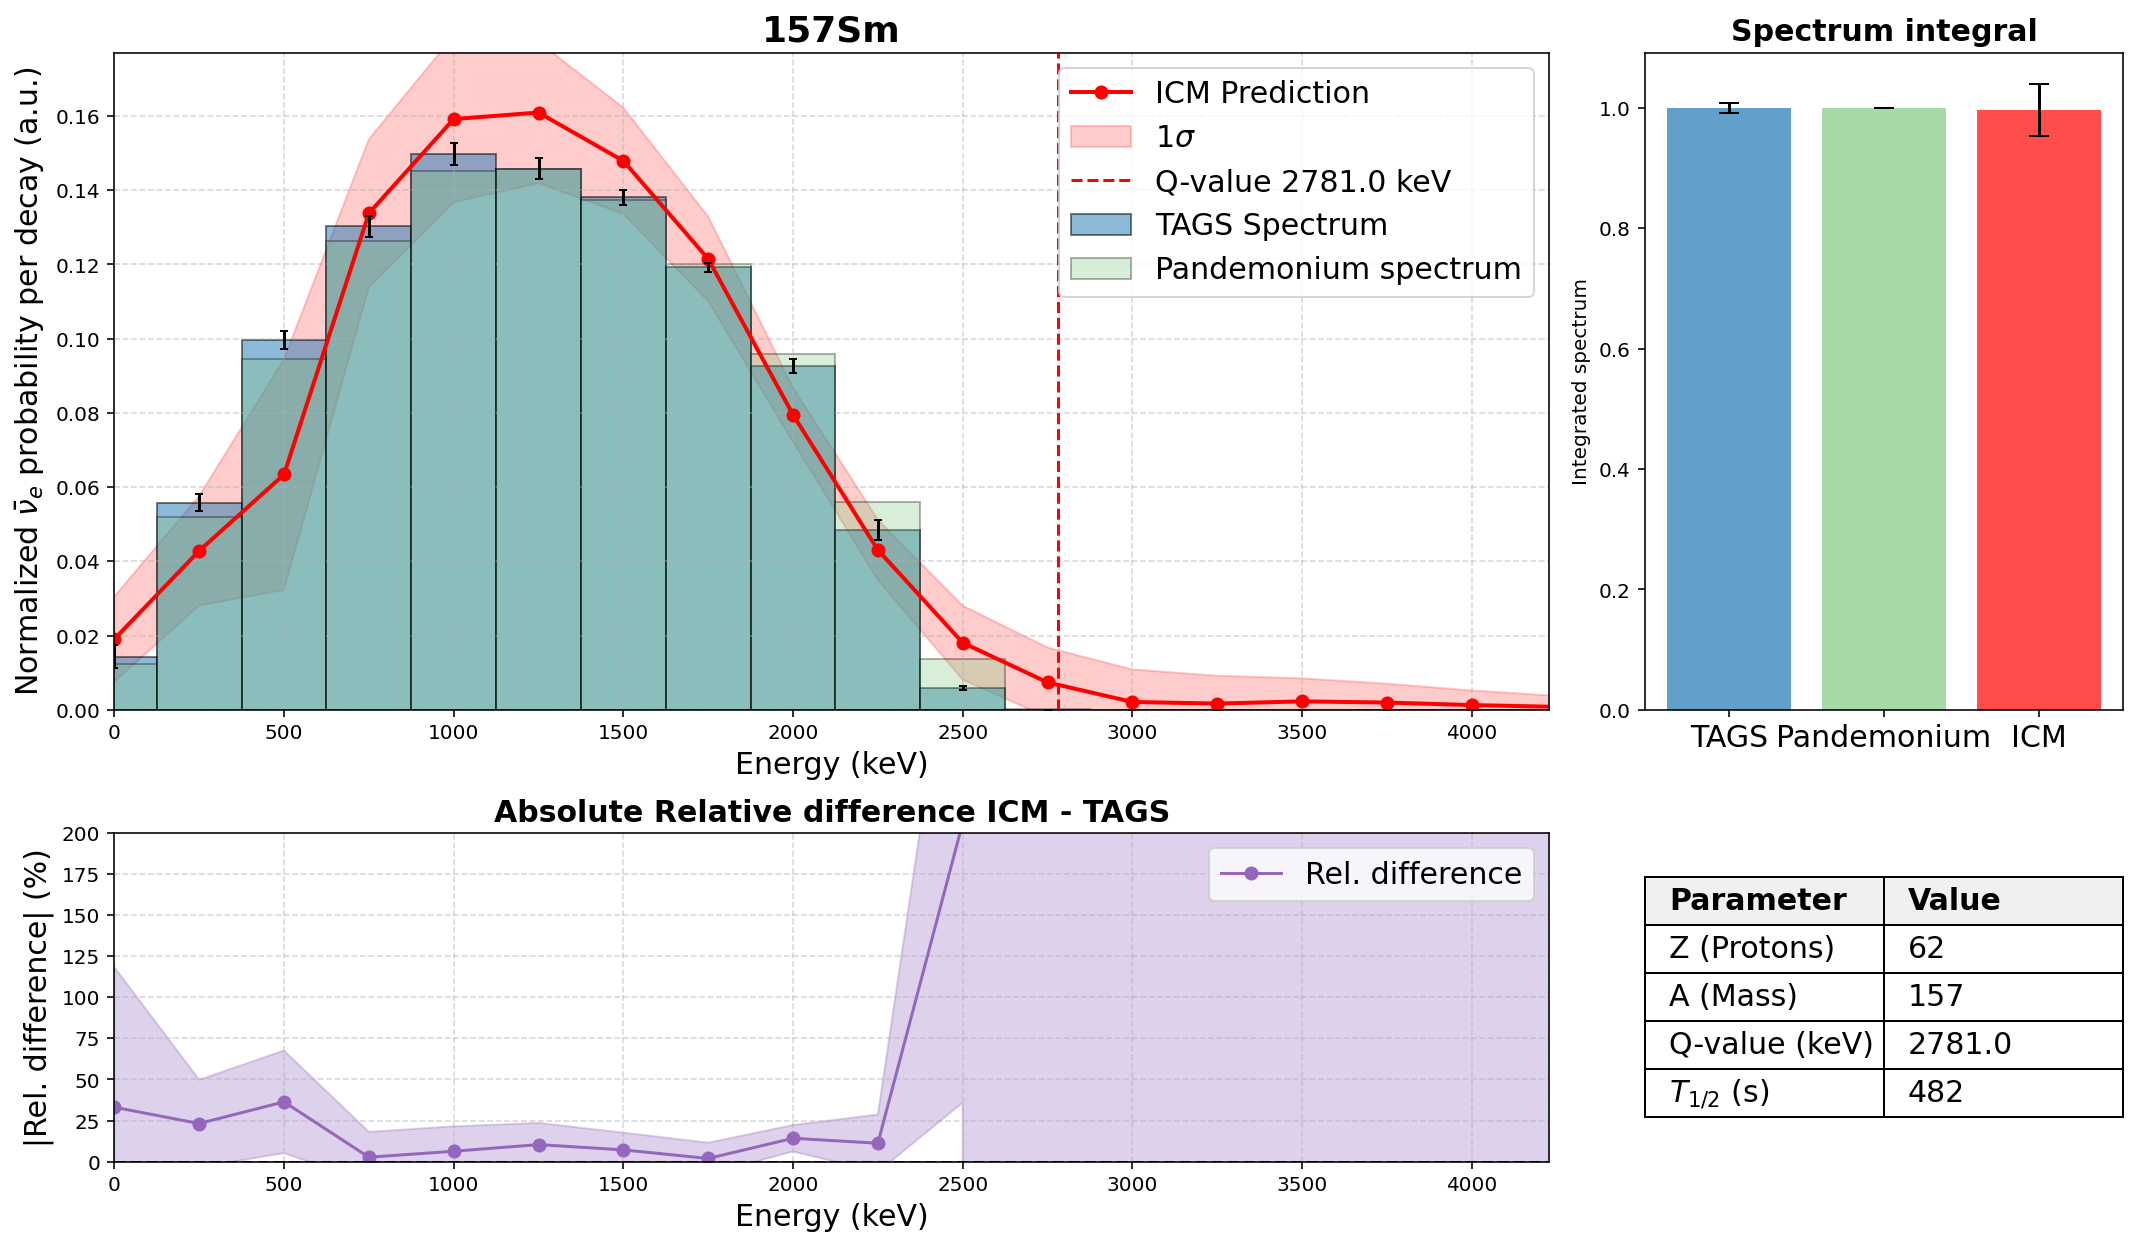 157Sm
Normalized ν̄ₑ probability per decay (a.u.)
0.16
0.14
0.12
0.10
0.08
0.06
0.04
0.02
0.00
0 500 1000 1500 2000 2500 3000 3500 4000
Energy (keV)
ICM Prediction
1σ
Q-value 2781.0 keV
TAGS Spectrum
Pandemonium spectrum
Spectrum integral
Integrated spectrum
1.0
0.8
0.6
0.4
0.2
0.0
TAGS Pandemonium ICM
Absolute Relative difference ICM - TAGS
|Rel. difference| (%)
200
175
150
125
100
75
50
25
0
0 500 1000 1500 2000 2500 3000 3500 4000
Energy (keV)
Rel. difference
Parameter Value
Z (Protons) 62
A (Mass) 157
Q-value (keV) 2781.0
T1/2 (s) 482